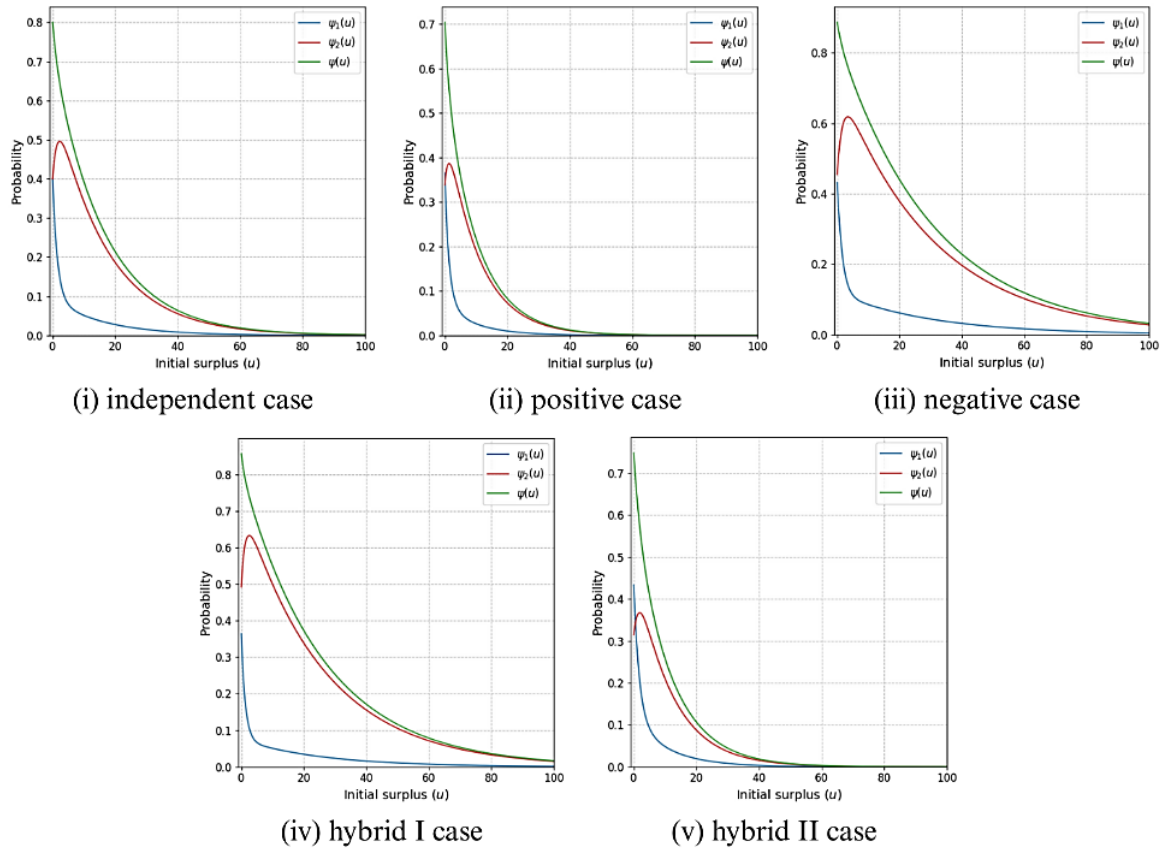 0.8
0.7
0.6
0.5
0.4
0.3
0.2
0.1
0.0
Probability
0 20 40 60 80 100
Initial surplus (u)
ψ₁(u)
ψ₂(u)
ψ(u)
(i) independent case
0.7
0.6
0.5
0.4
0.3
0.2
0.1
0.0
Probability
0 20 40 60 80 100
Initial surplus (u)
ψ₁(u)
ψ₂(u)
ψ(u)
(ii) positive case
0.8
0.6
0.4
0.2
0.0
Probability
0 20 40 60 80 100
Initial surplus (u)
ψ₁(u)
ψ₂(u)
ψ(u)
(iii) negative case
0.8
0.7
0.6
0.5
0.4
0.3
0.2
0.1
0.0
Probability
0 20 40 60 80 100
Initial surplus (u)
ψ₁(u)
ψ₂(u)
ψ(u)
(iv) hybrid I case
0.7
0.6
0.5
0.4
0.3
0.2
0.1
0.0
Probability
0 20 40 60 80 100
Initial surplus (u)
ψ₁(u)
ψ₂(u)
ψ(u)
(v) hybrid II case